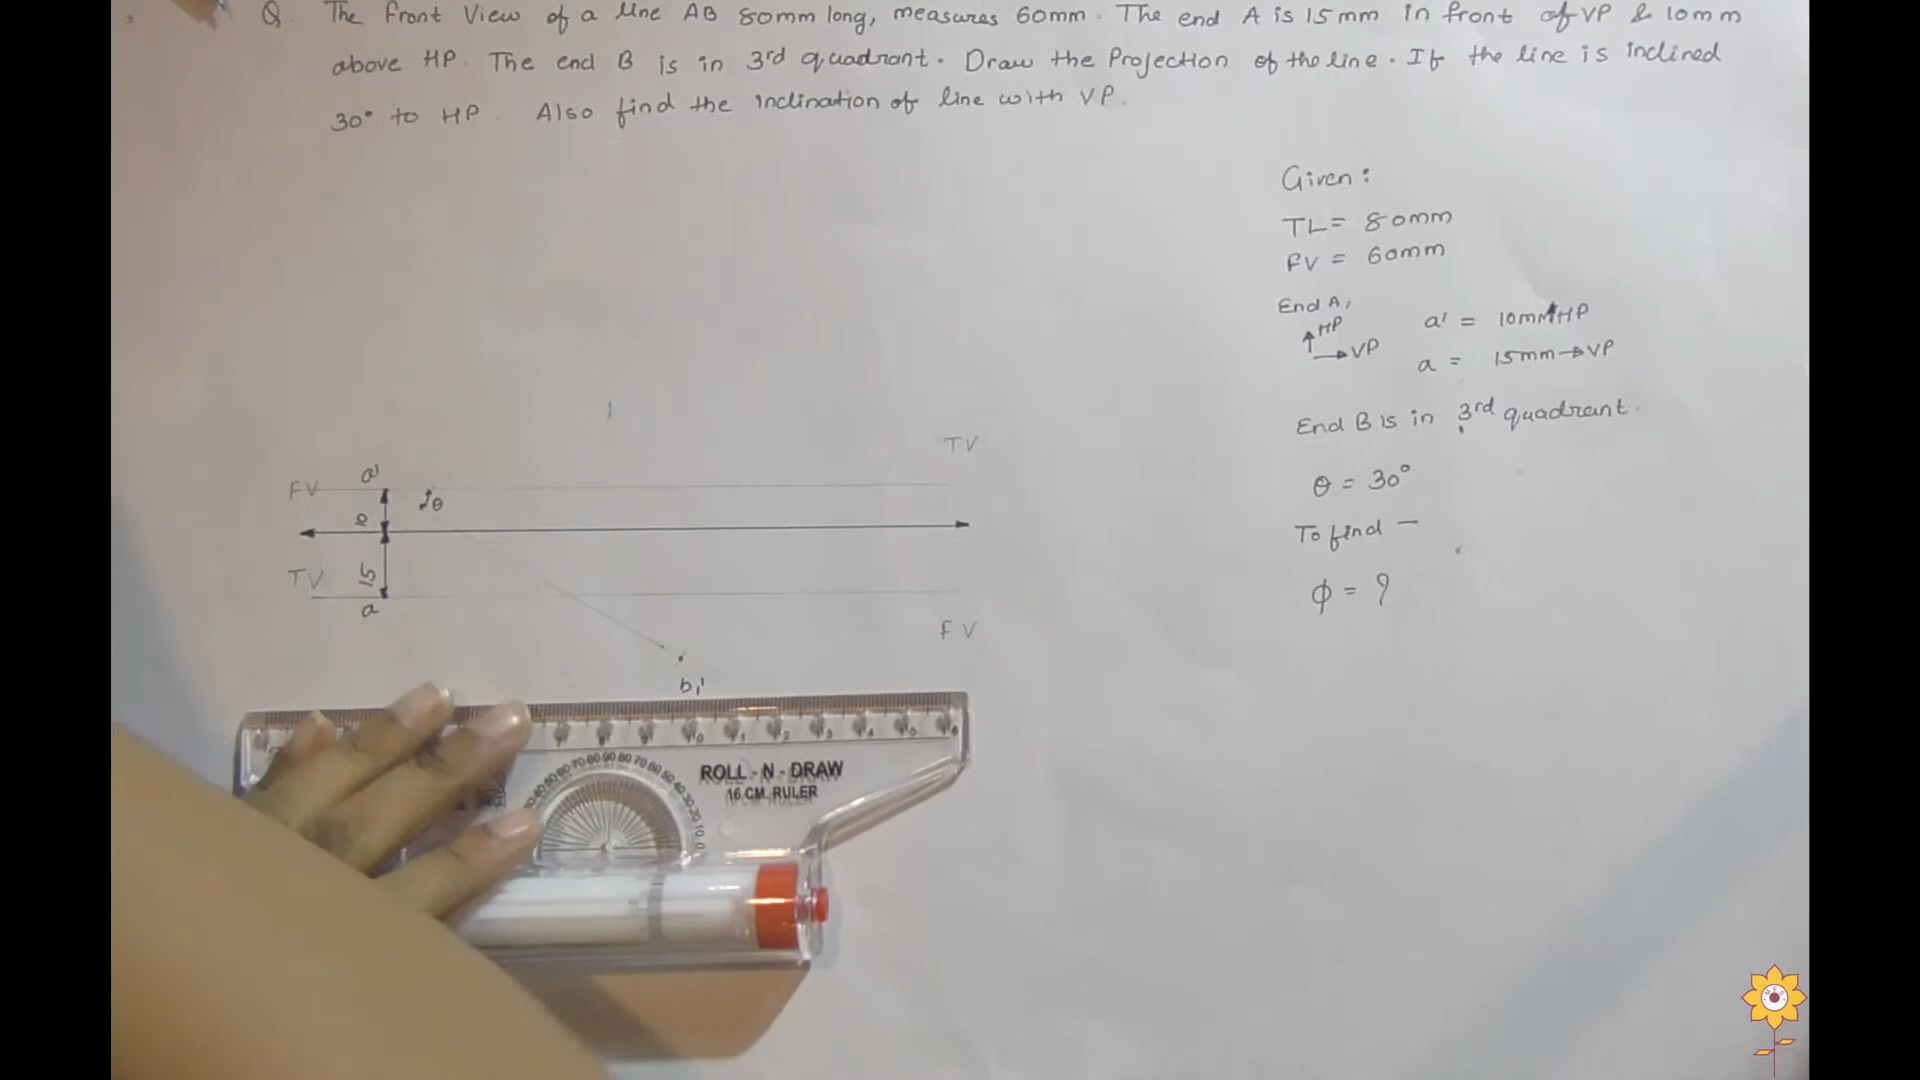 Q. The Front View of a line AB 80mm long, measures 60mm. The end A is 15mm in front of VP & 10mm
above HP. The end B is in 3rd quadrant. Draw the Projection of the line. If the line is inclined
30° to HP. Also find the inclination of line with VP.
Given:
TL = 80mm
FV = 60mm
End A,
↑HP
→VP
a' = 10mm↑HP
a = 15mm→VP
End B is in 3rd quadrant.
θ = 30°
To find —
φ = ?
TV
FV
a'
θ
TV
15
a
FV
b1'
ROLL-N-DRAW
16 CM RULER